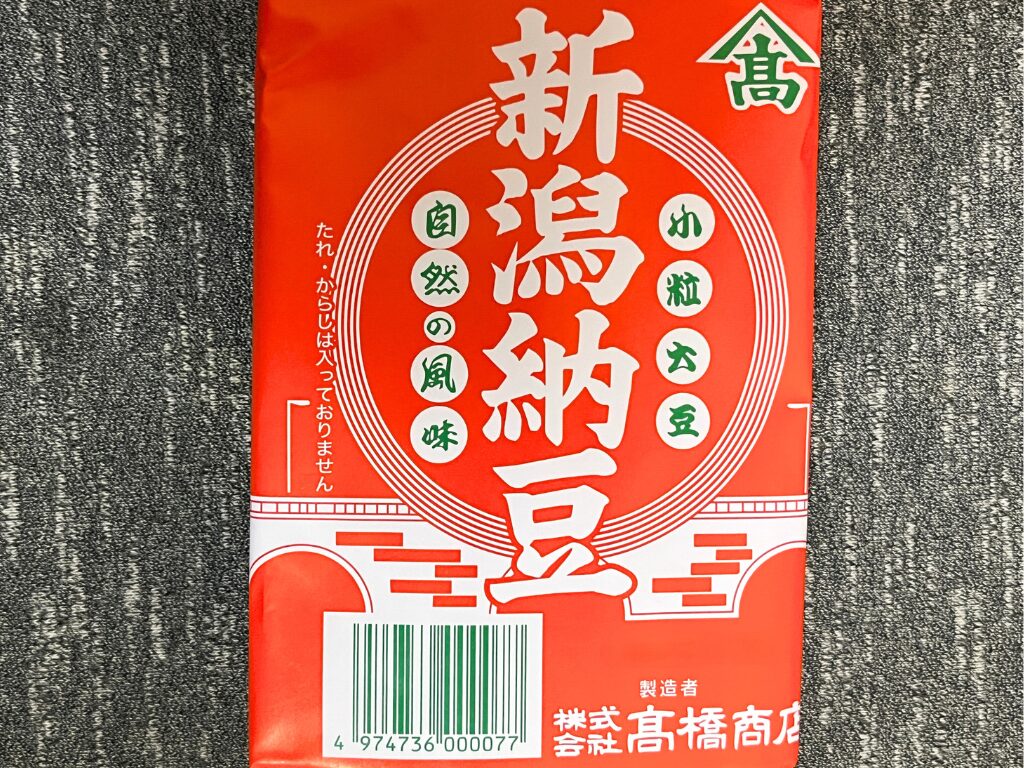 髙
新潟納豆
小粒大豆
自然の風味
たれ・からしは入っておりません
製造者
株式会社髙橋商店
4 974736 000077